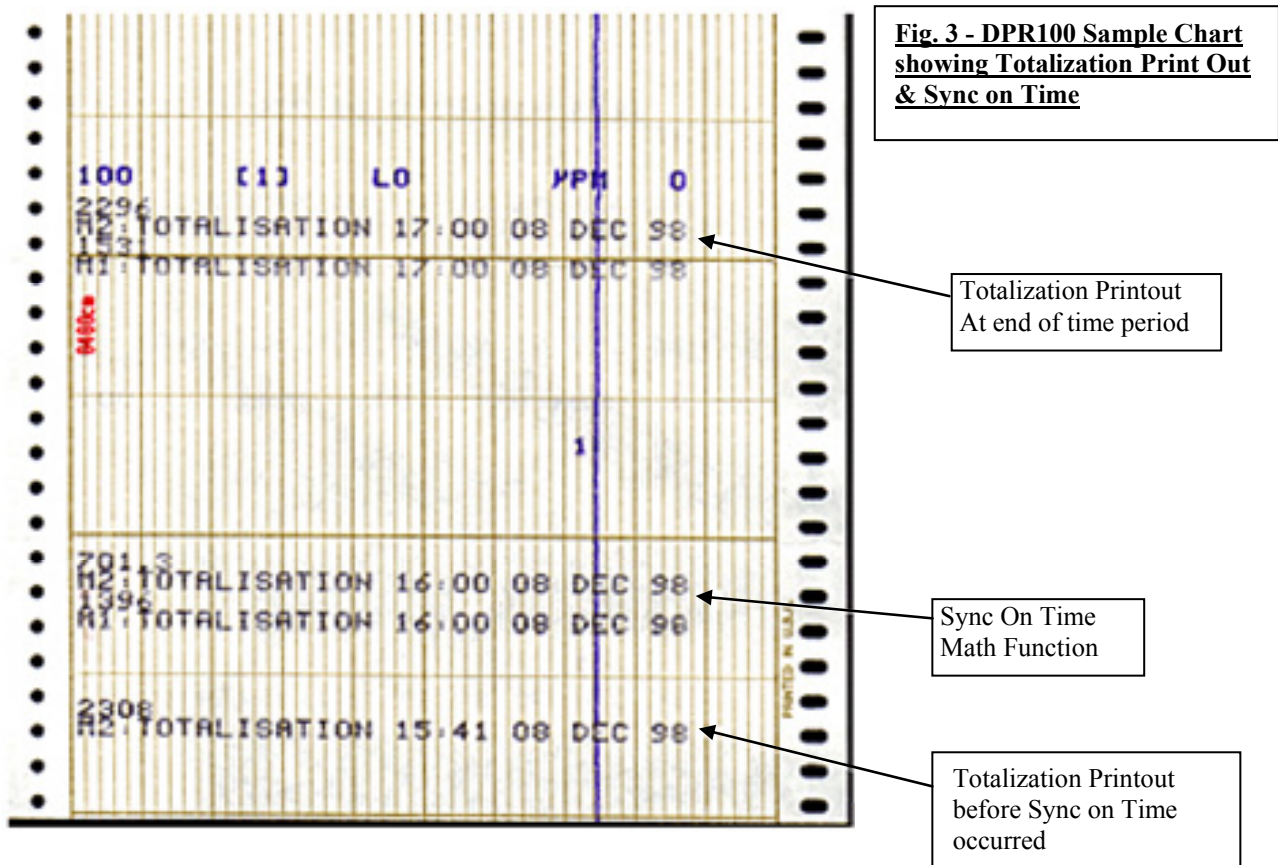 Fig. 3 - DPR100 Sample Chart
showing Totalization Print Out
& Sync on Time
100 [1] LO PPM 0
2296
M2-TOTALISATION 17:00 08 DEC 98
M1-TOTALISATION 17:00 08 DEC 98
Totalization Printout
At end of time period
1
701.3
M2-TOTALISATION 16:00 08 DEC 98
M1-TOTALISATION 16:00 08 DEC 98
Sync On Time
Math Function
PRINTED IN U.S.A.
2308
M2-TOTALISATION 15:41 08 DEC 98
Totalization Printout
before Sync on Time
occurred